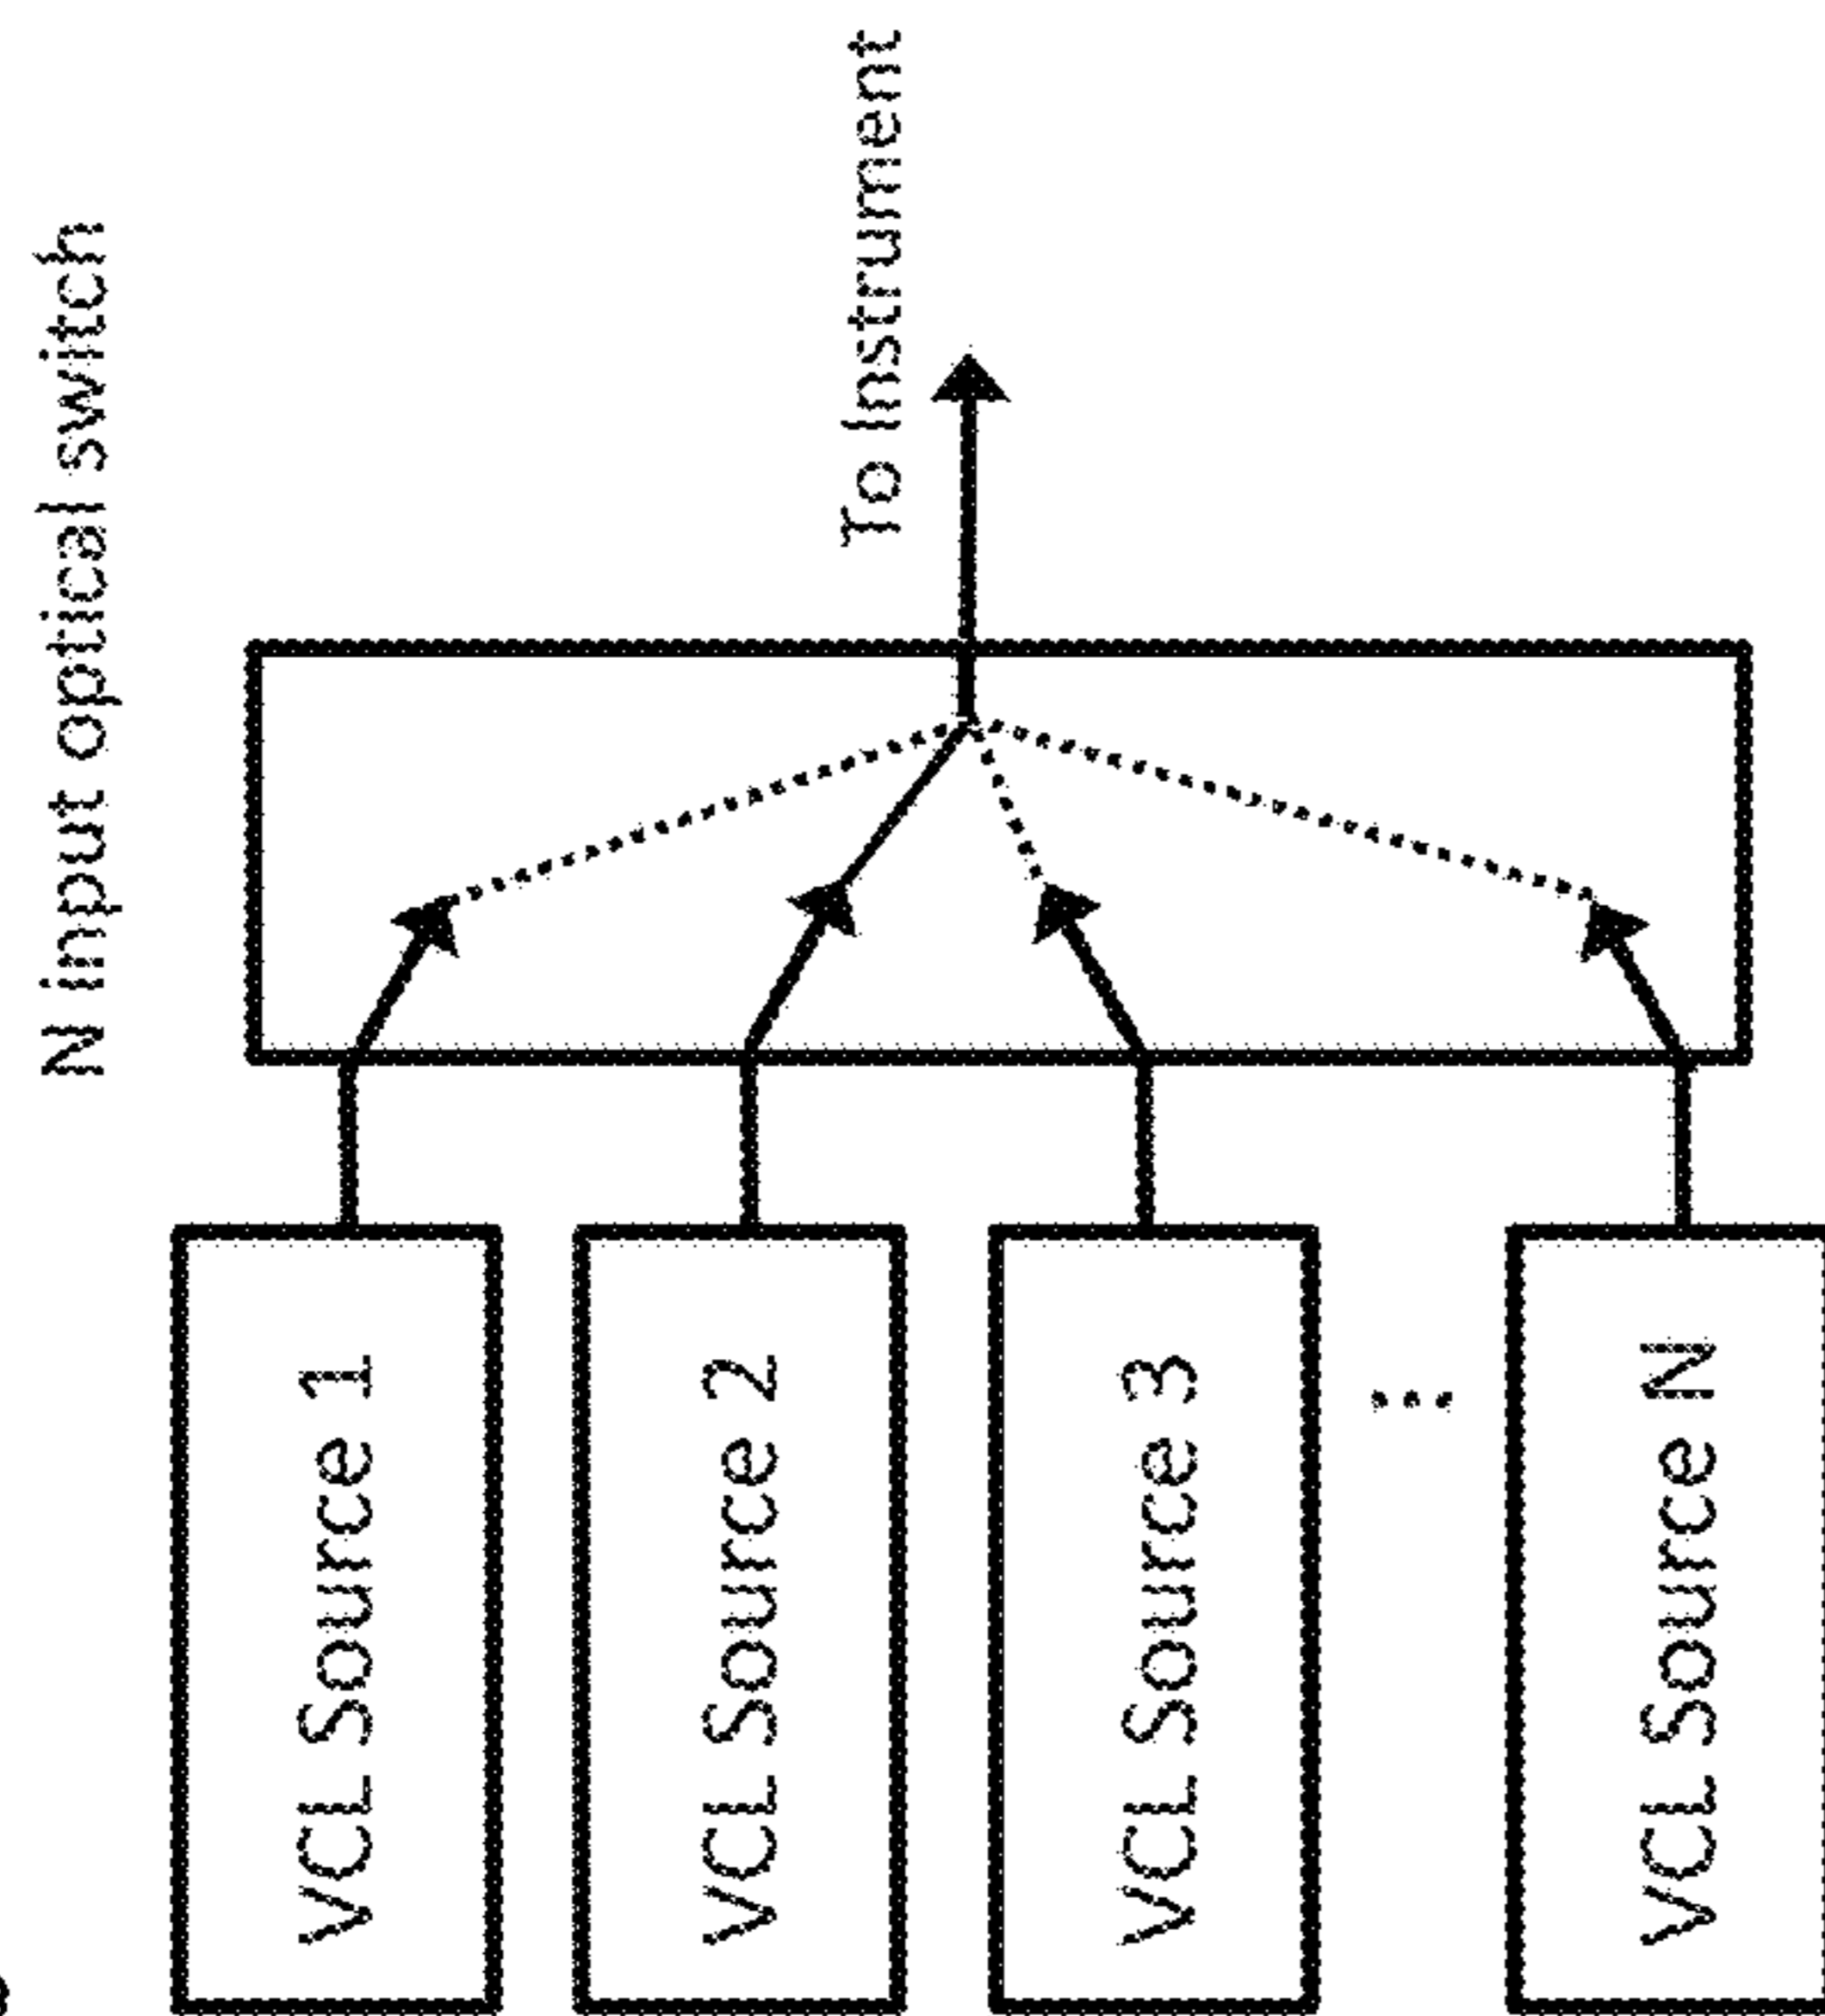 N input optical switch
VCL Source 1
VCL Source 2
VCL Source 3
⋮
VCL Source N
To Instrument